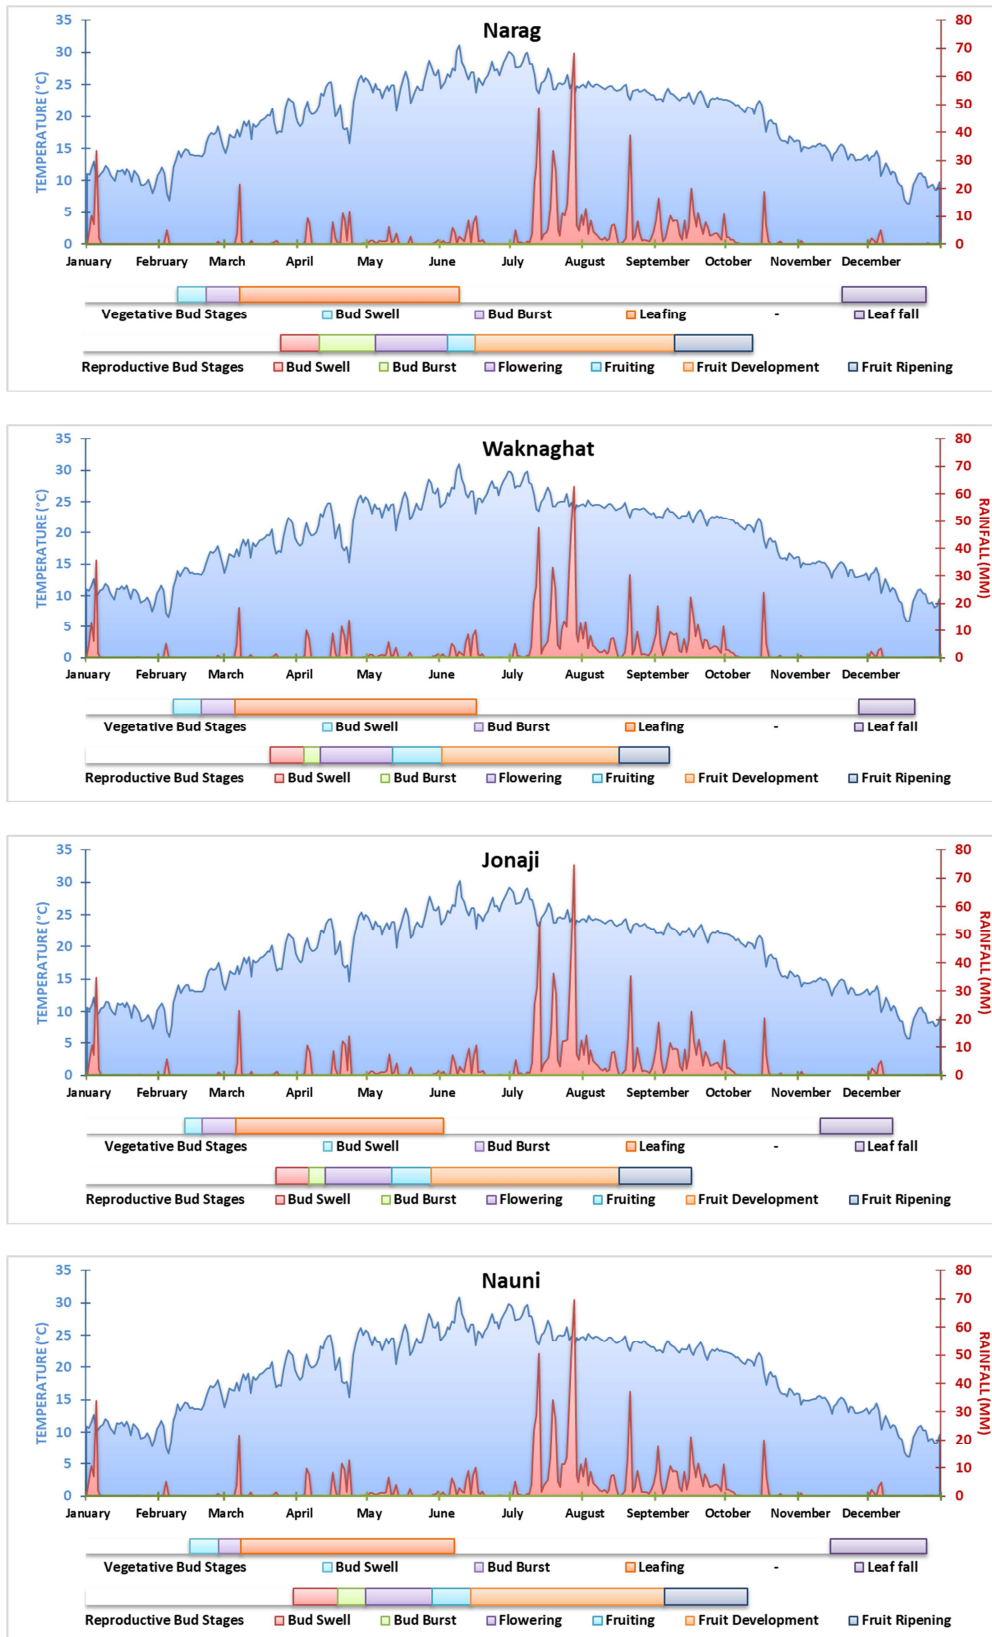 Narag
TEMPERATURE (°C)
35
30
25
20
15
10
5
0
80
70
60
50
40
30
20
10
0
RAINFALL (MM)
January February March April May June July August September October November December
Vegetative Bud Stages Bud Swell Bud Burst Leafing - Leaf fall
Reproductive Bud Stages Bud Swell Bud Burst Flowering Fruiting Fruit Development Fruit Ripening
Waknaghat
TEMPERATURE (°C)
35
30
25
20
15
10
5
0
80
70
60
50
40
30
20
10
0
RAINFALL (MM)
January February March April May June July August September October November December
Vegetative Bud Stages Bud Swell Bud Burst Leafing - Leaf fall
Reproductive Bud Stages Bud Swell Bud Burst Flowering Fruiting Fruit Development Fruit Ripening
Jonaji
TEMPERATURE (°C)
35
30
25
20
15
10
5
0
80
70
60
50
40
30
20
10
0
RAINFALL (MM)
January February March April May June July August September October November December
Vegetative Bud Stages Bud Swell Bud Burst Leafing - Leaf fall
Reproductive Bud Stages Bud Swell Bud Burst Flowering Fruiting Fruit Development Fruit Ripening
Nauni
TEMPERATURE (°C)
35
30
25
20
15
10
5
0
80
70
60
50
40
30
20
10
0
RAINFALL (MM)
January February March April May June July August September October November December
Vegetative Bud Stages Bud Swell Bud Burst Leafing - Leaf fall
Reproductive Bud Stages Bud Swell Bud Burst Flowering Fruiting Fruit Development Fruit Ripening